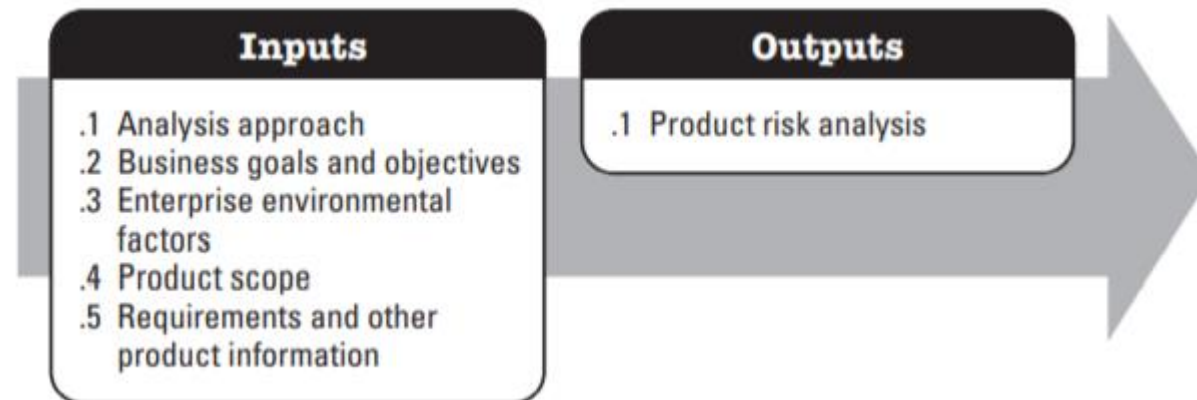 Inputs
.1 Analysis approach
.2 Business goals and objectives
.3 Enterprise environmental
factors
.4 Product scope
.5 Requirements and other
product information
Outputs
.1 Product risk analysis